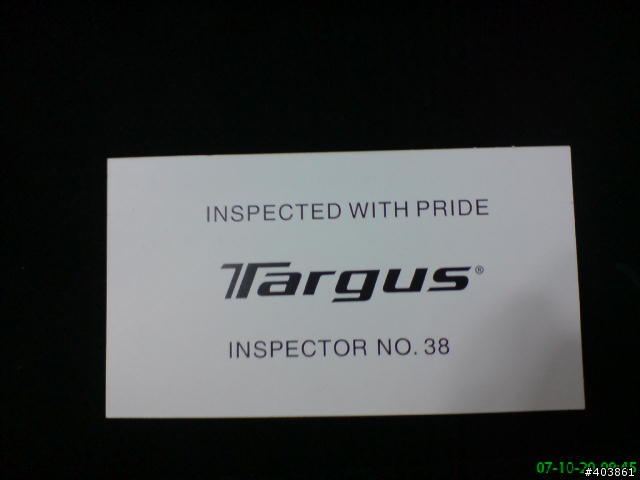 INSPECTED WITH PRIDE
Targus®
INSPECTOR NO. 38
#403861